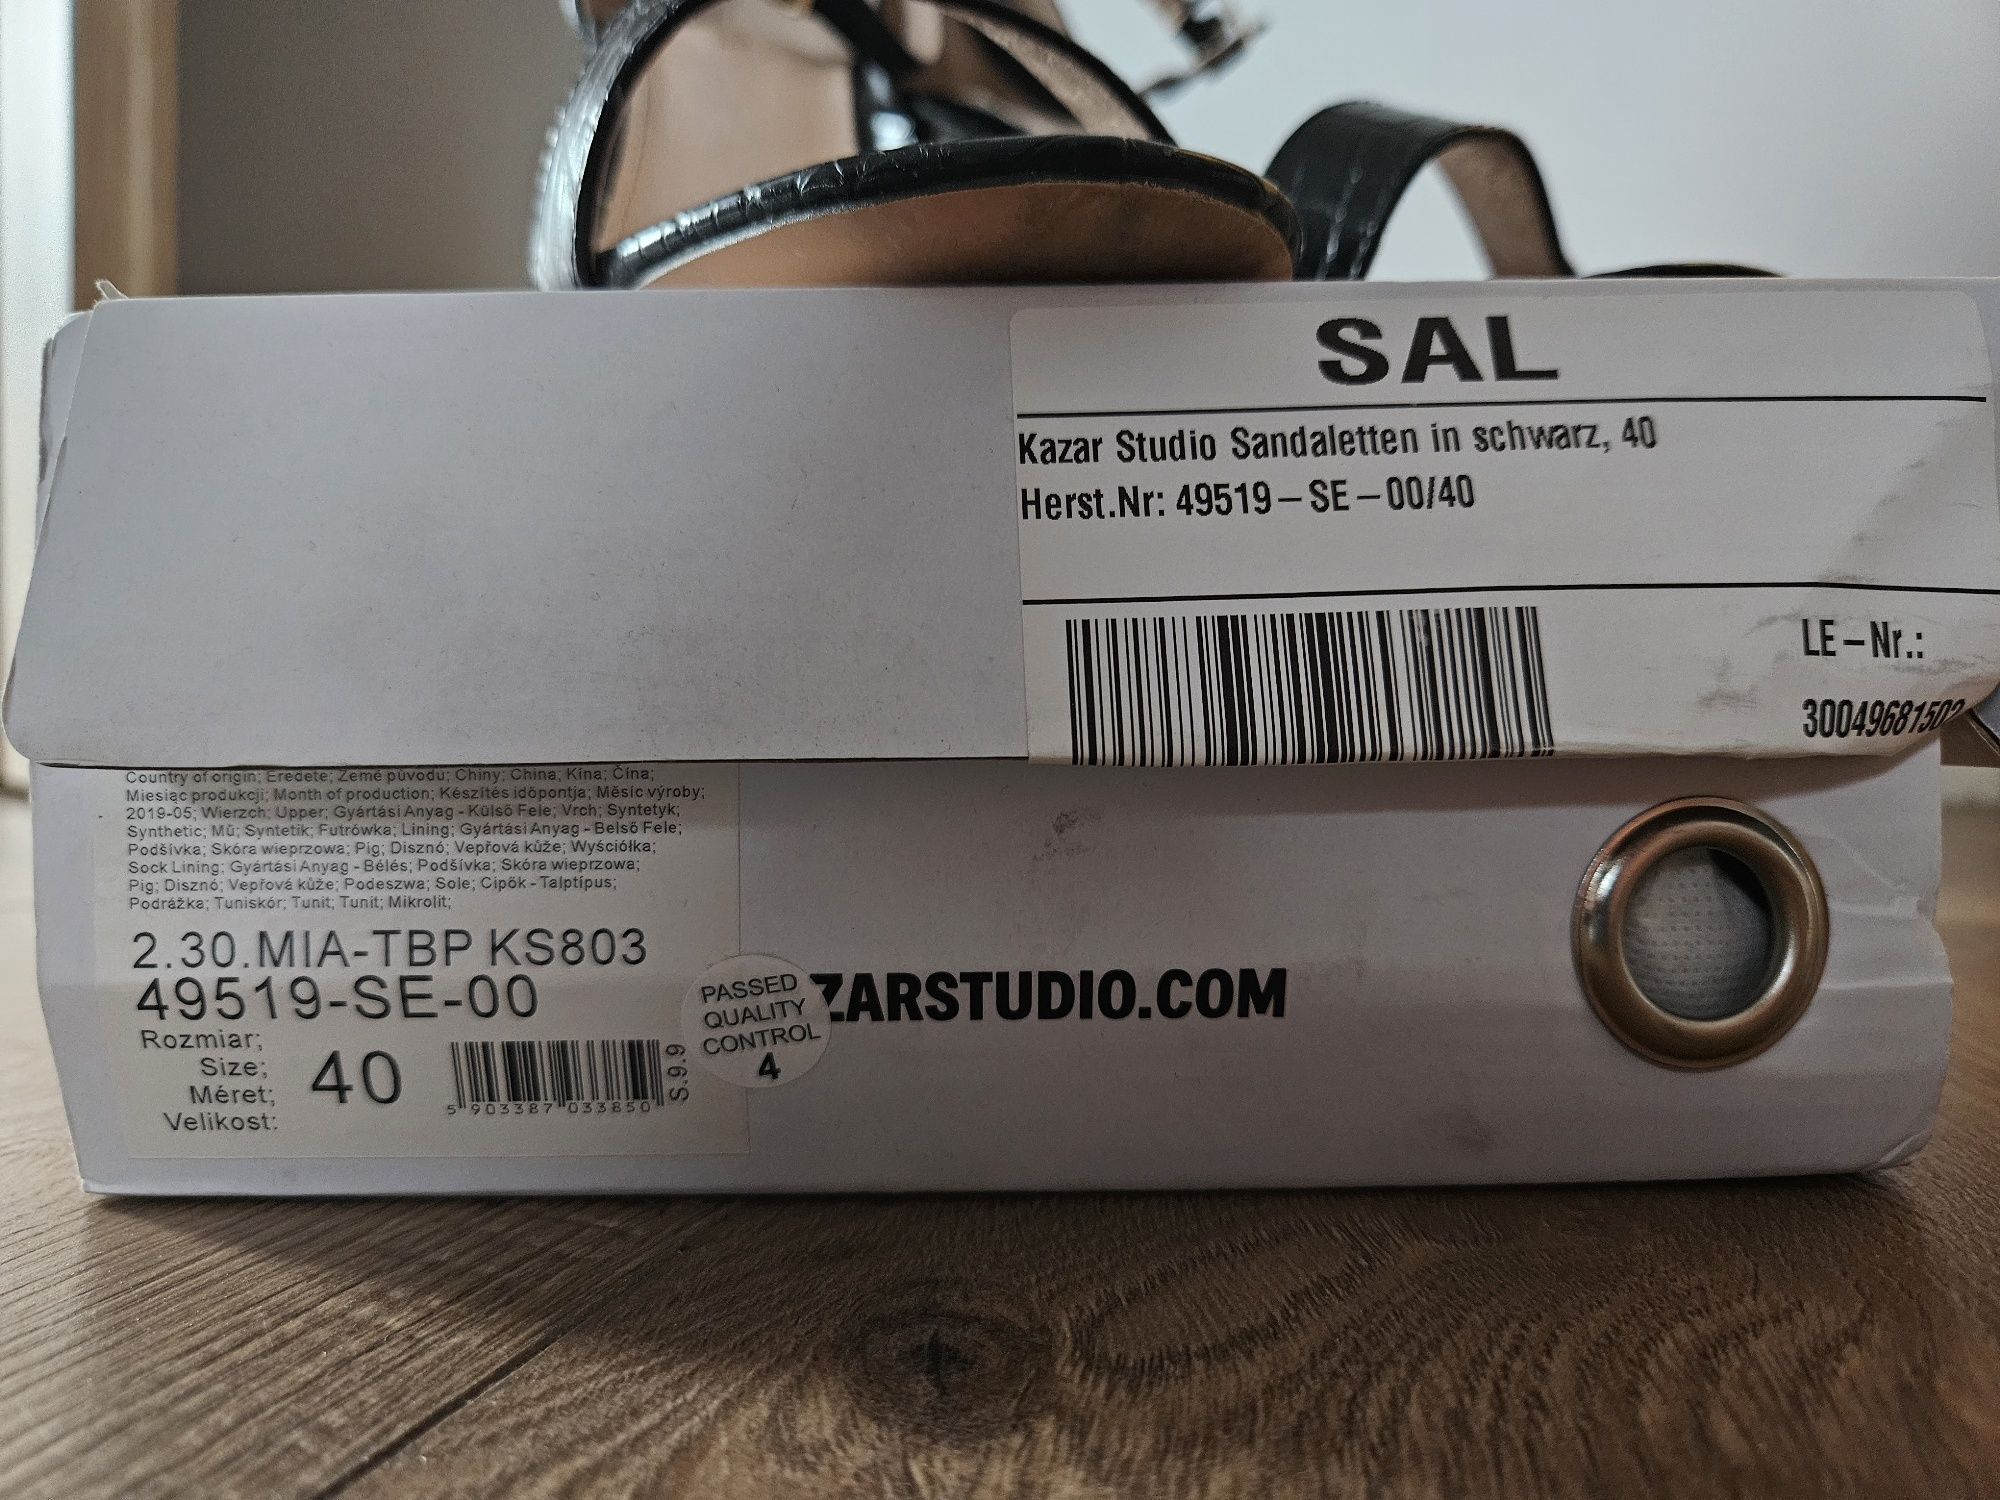 SAL
Kazar Studio Sandaletten in schwarz, 40
Herst.Nr: 49519-SE-00/40
LE-Nr.:
30049681502
Country of origin; Eredete; Země původu; Chiny; China; Kína; Čína;
Miesiąc produkcji; Month of production; Készítés időpontja; Měsíc výroby;
2019-05; Wierzch; Upper; Gyártási Anyag - Külső Fele; Vrch; Syntetyk;
Synthetic; Mű; Syntetik; Futrówka; Lining; Gyártási Anyag - Belső Fele;
Podšívka; Skóra wieprzowa; Pig; Disznó; Vepřová kůže; Wyściółka;
Sock Lining; Gyártási Anyag - Bélés; Podšívka; Skóra wieprzowa;
Pig; Disznó; Vepřová kůže; Podeszwa; Sole; Cipők - Talptípus;
Podrážka; Tuniskór; Tunit; Tunit; Mikrolit;
2.30.MIA-TBP KS803
49519-SE-00
Rozmiar;
Size;
Méret;
Velikost:
40
5 903387 033850
S.9.9
PASSED
QUALITY
CONTROL
4
ZARSTUDIO.COM